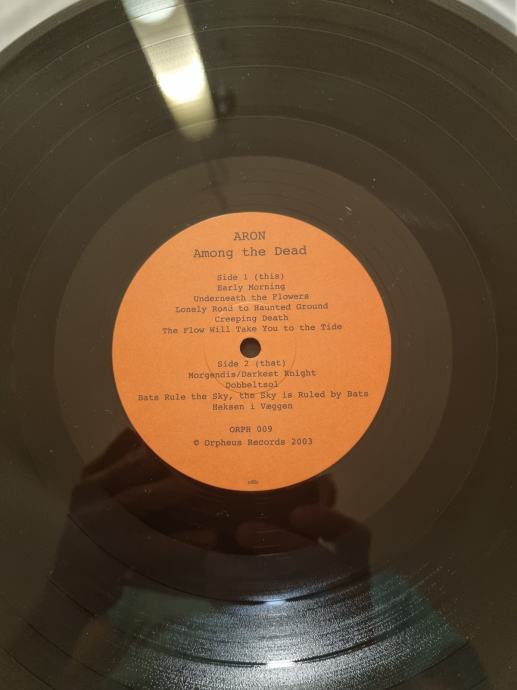 ARON
Among the Dead
Side 1 (this)
Early Morning
Underneath the Flowers
Lonely Road to Haunted Ground
Creeping Death
The Flow Will Take You to the Tide
Side 2 (that)
Morgendis/Darkest Knight
Dobbeltsol
Bats Rule the Sky, the Sky is Ruled by Bats
Heksen i Væggen
ORPH 009
© Orpheus Records 2003